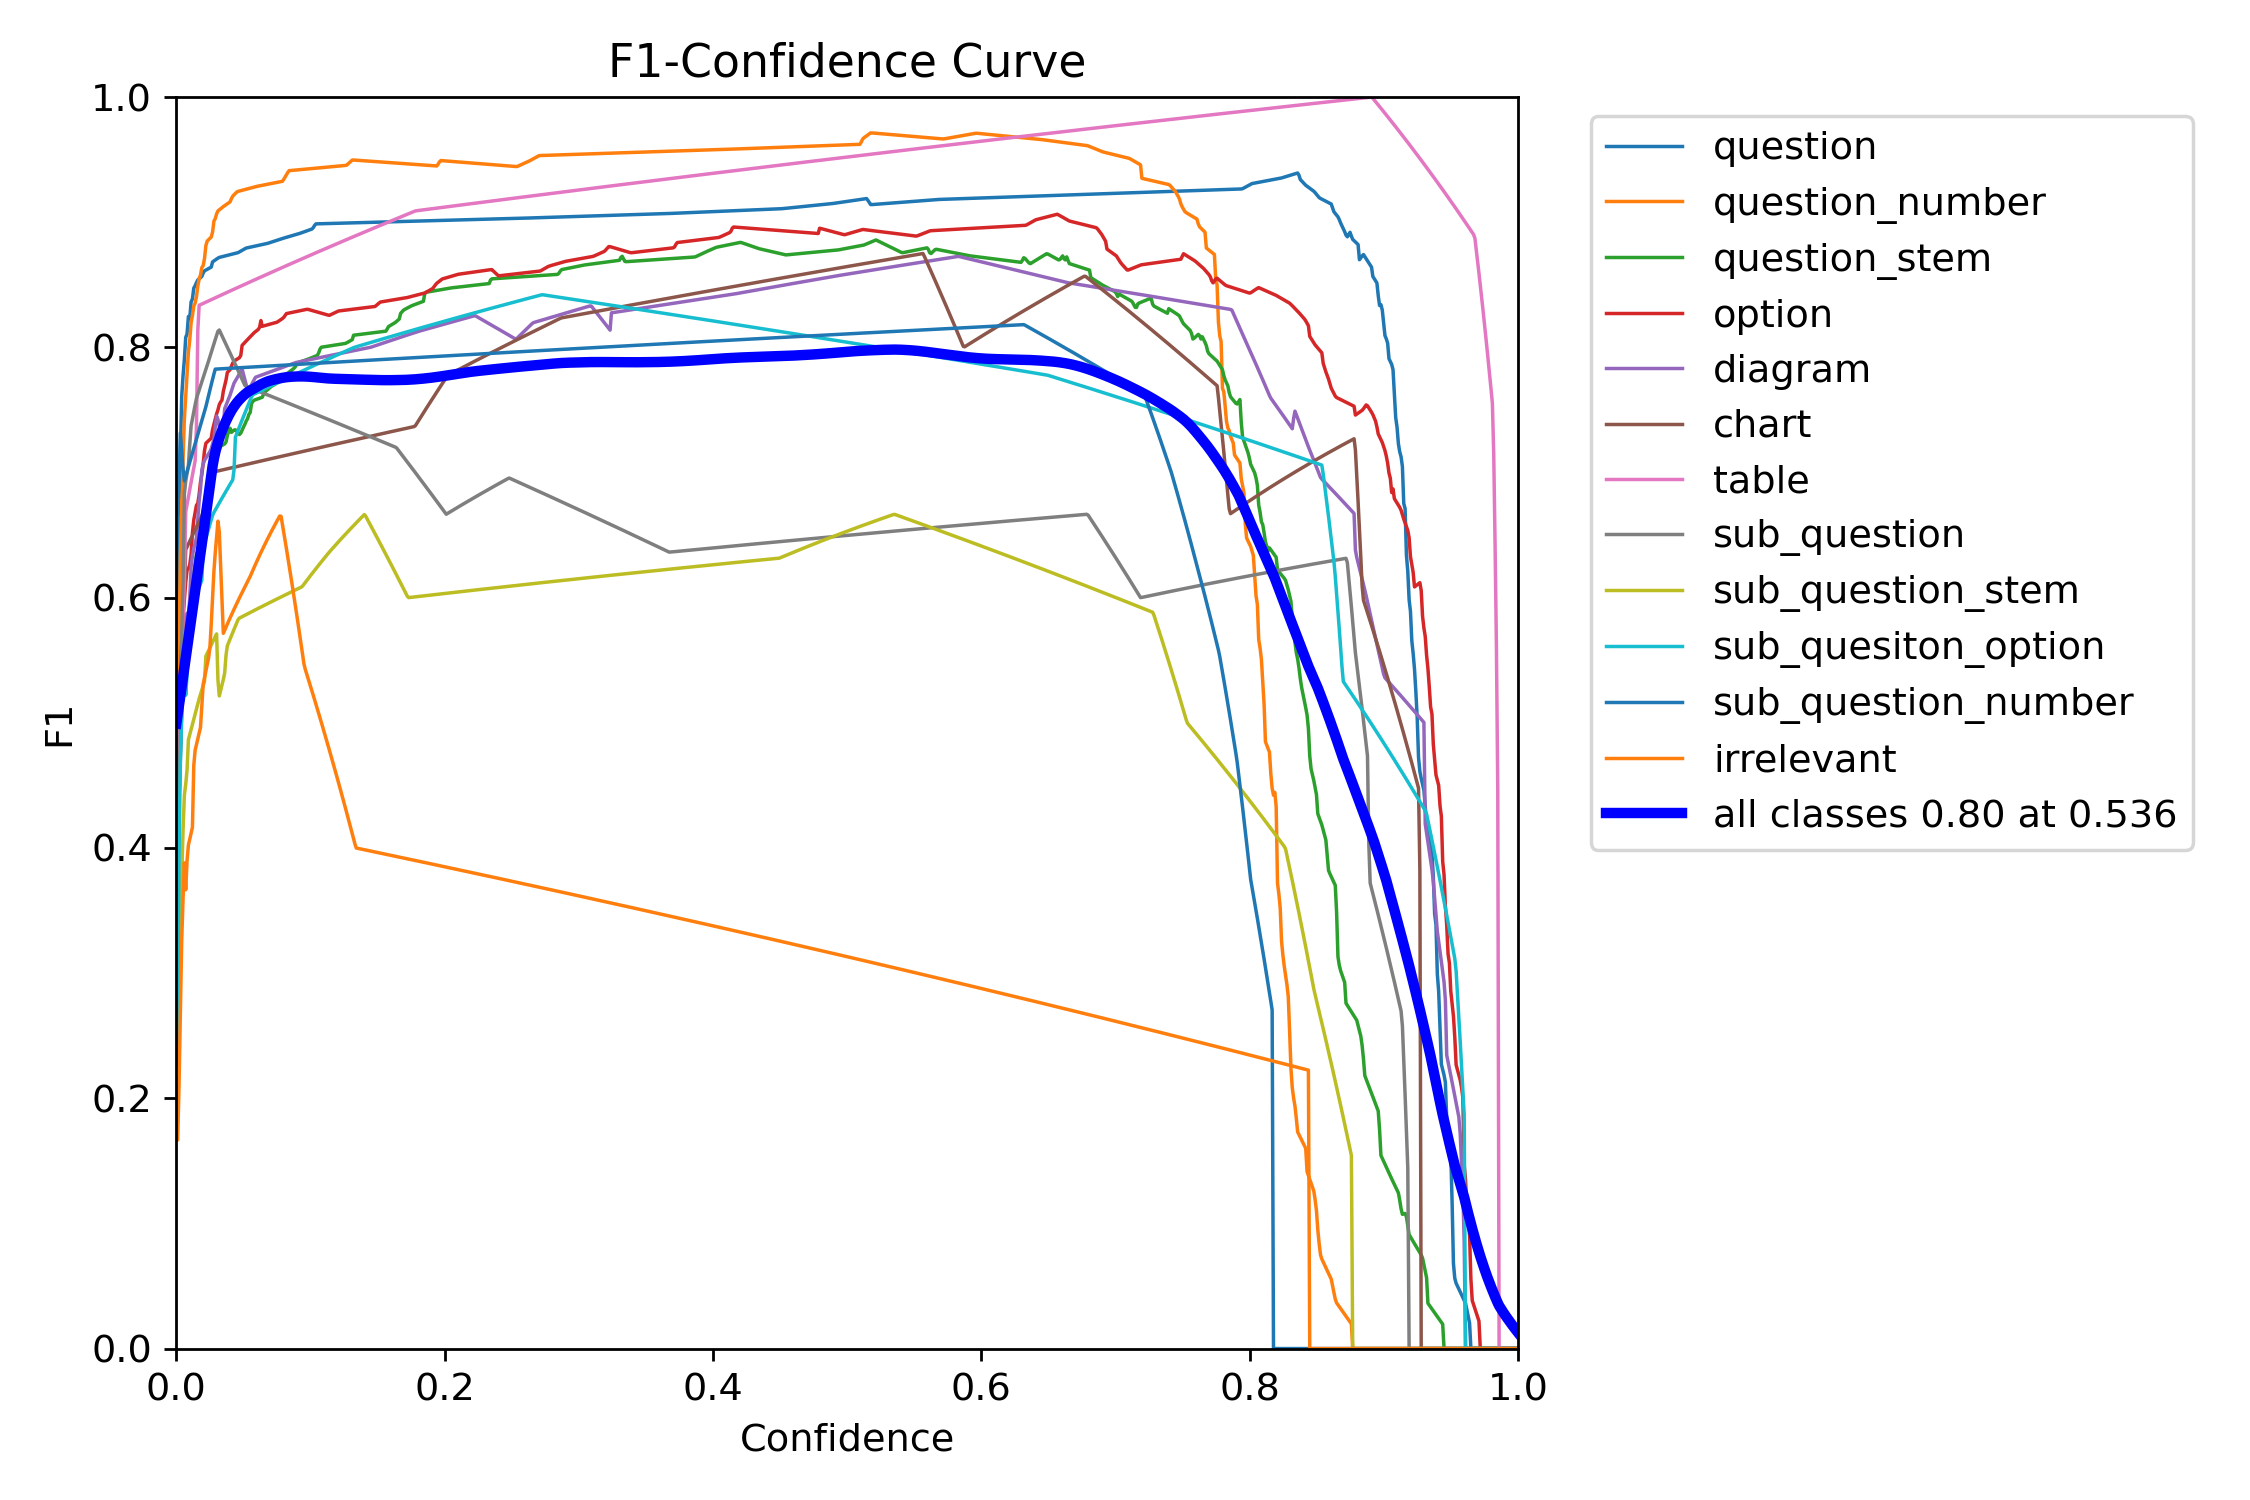 F1-Confidence Curve
1.0
0.8
0.6
0.4
0.2
0.0
F1
0.0 0.2 0.4 0.6 0.8 1.0
Confidence
question
question_number
question_stem
option
diagram
chart
table
sub_question
sub_question_stem
sub_quesiton_option
sub_question_number
irrelevant
all classes 0.80 at 0.536